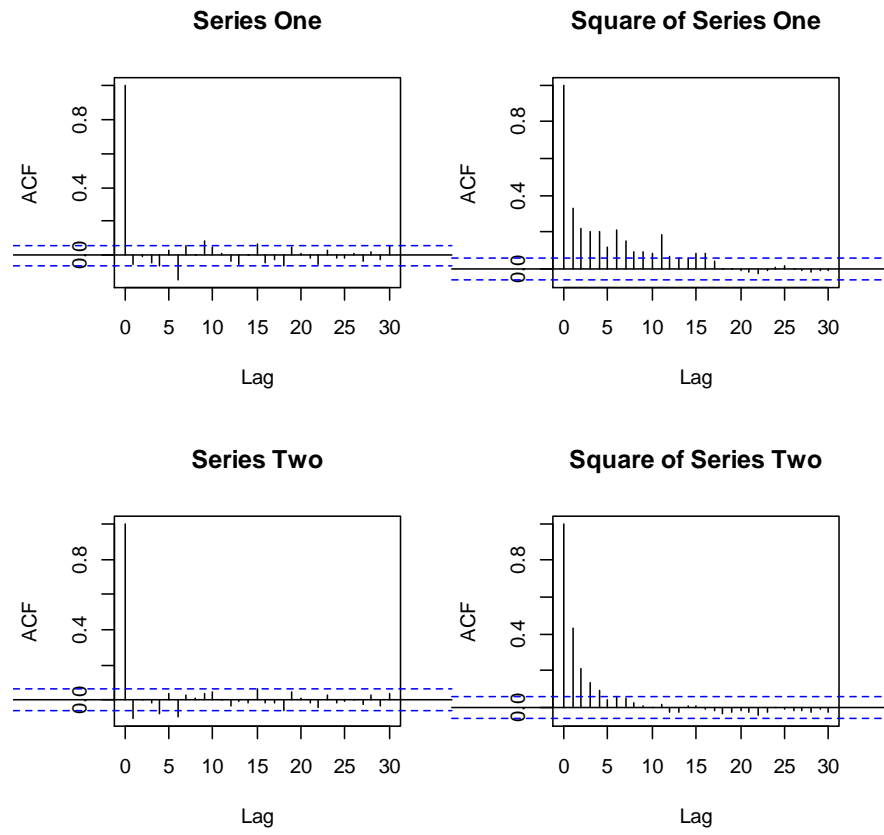 Series One
ACF
0.0 0.4 0.8
0 5 10 15 20 25 30
Lag
Square of Series One
ACF
0.0 0.4 0.8
0 5 10 15 20 25 30
Lag
Series Two
ACF
0.0 0.4 0.8
0 5 10 15 20 25 30
Lag
Square of Series Two
ACF
0.0 0.4 0.8
0 5 10 15 20 25 30
Lag